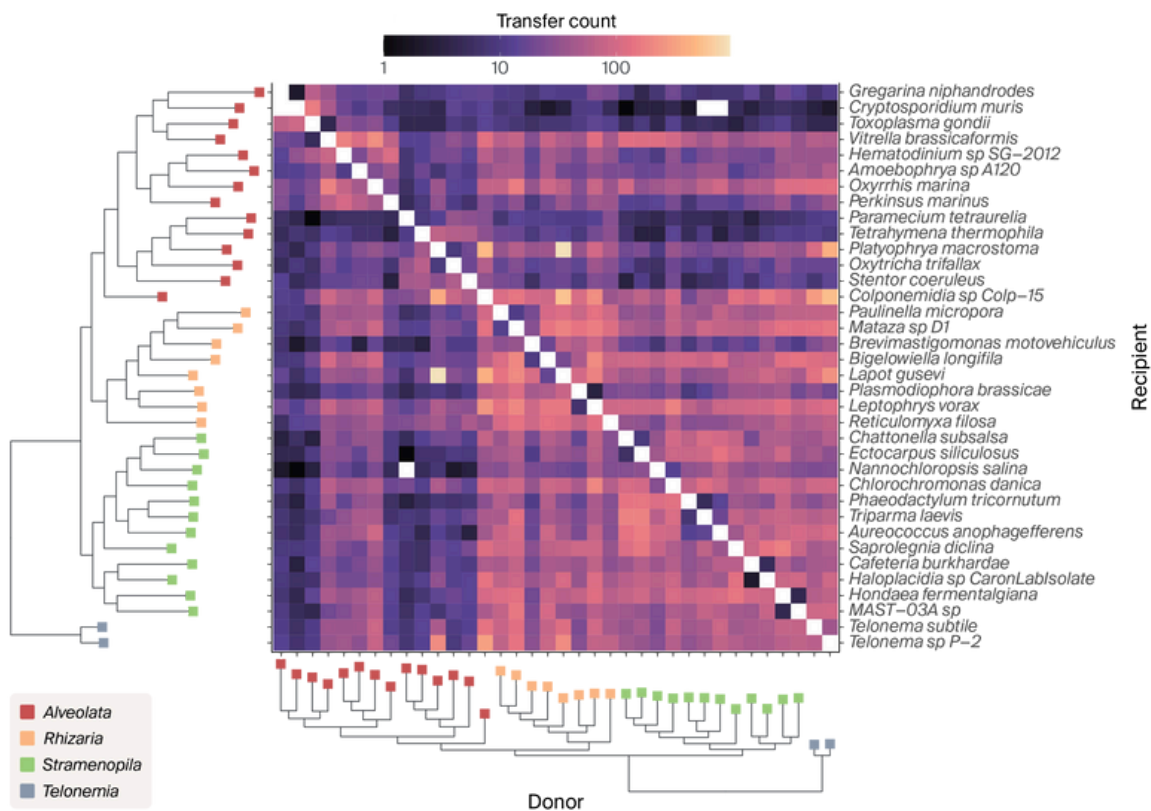 Transfer count
1 10 100
Gregarina niphandrodes
Cryptosporidium muris
Toxoplasma gondii
Vitrella brassicaformis
Hematodinium sp SG–2012
Amoebophrya sp A120
Oxyrrhis marina
Perkinsus marinus
Paramecium tetraurelia
Tetrahymena thermophila
Platyophrya macrostoma
Oxytricha trifallax
Stentor coeruleus
Colponemidia sp Colp–15
Paulinella micropora
Mataza sp D1
Brevimastigomonas motovehiculus
Bigelowiella longifila
Lapot gusevi
Plasmodiophora brassicae
Leptophrys vorax
Reticulomyxa filosa
Chattonella subsalsa
Ectocarpus siliculosus
Nannochloropsis salina
Chlorochromonas danica
Phaeodactylum tricornutum
Triparma laevis
Aureococcus anophagefferens
Saprolegnia diclina
Cafeteria burkhardae
Haloplacidia sp CaronLabIsolate
Hondaea fermentalgiana
MAST–03A sp
Telonema subtile
Telonema sp P–2
Recipient
Alveolata
Rhizaria
Stramenopila
Telonemia
Donor